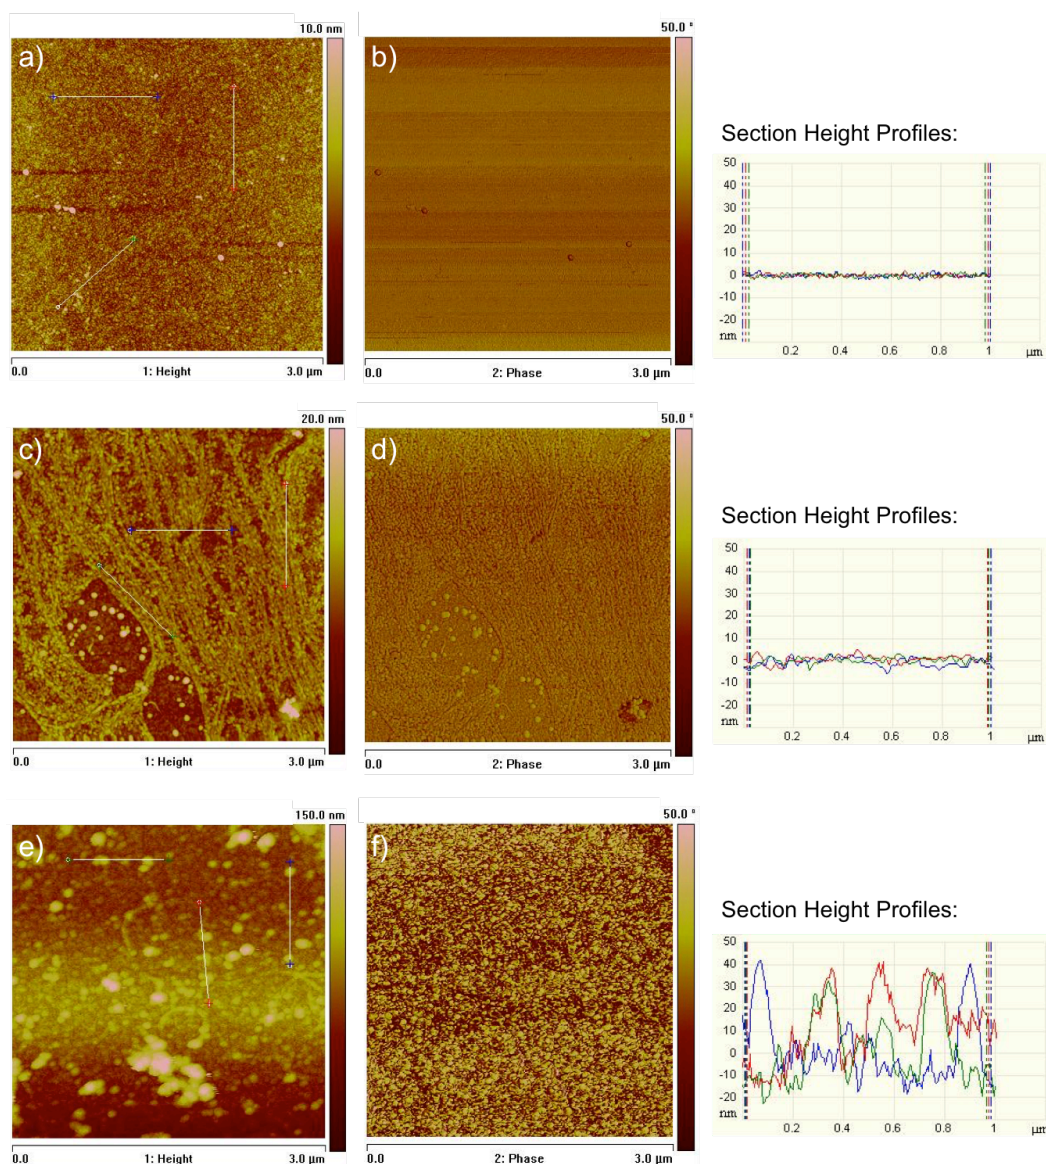 10.0 nm
50.0 °
a)
b)
Section Height Profiles:
50
40
30
20
10
0
-10
-20
nm
0.2
0.4
0.6
0.8
1
µm
0.0
1: Height
3.0 µm
0.0
2: Phase
3.0 µm
20.0 nm
50.0 °
c)
d)
Section Height Profiles:
50
40
30
20
10
0
-10
-20
nm
0.2
0.4
0.6
0.8
1
µm
0.0
1: Height
3.0 µm
0.0
2: Phase
3.0 µm
150.0 nm
50.0 °
e)
f)
Section Height Profiles:
50
40
30
20
10
0
-10
-20
nm
0.2
0.4
0.6
0.8
1
µm
0.0
1: Height
3.0 µm
0.0
2: Phase
3.0 µm